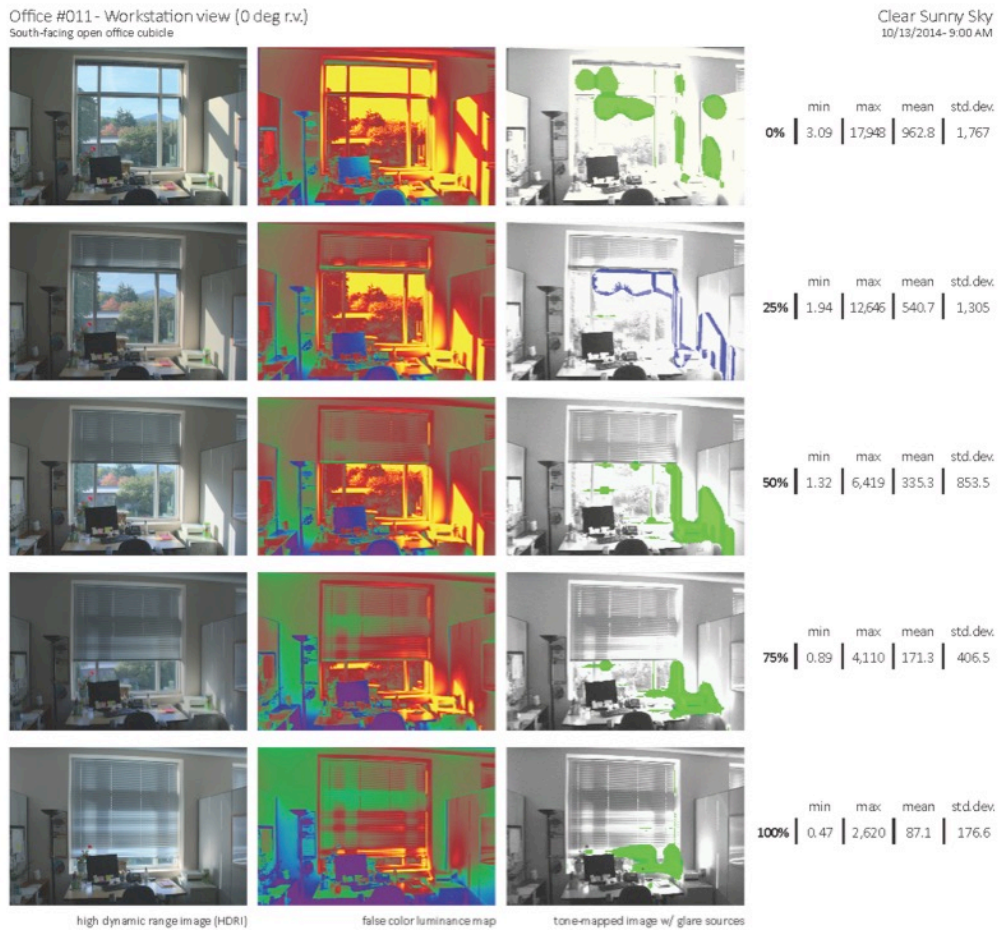 Office #011 - Workstation view (0 deg r.v.)
South-facing open office cubicle
Clear Sunny Sky
10/13/2014- 9:00 AM
min max mean std.dev.
0% 3.09 17,948 962.8 1,767
min max mean std.dev.
25% 1.94 12,646 540.7 1,305
min max mean std.dev.
50% 1.32 6,419 335.3 853.5
min max mean std.dev.
75% 0.89 4,110 171.3 406.5
min max mean std.dev.
100% 0.47 2,620 87.1 176.6
high dynamic range image (HDRI)
false color luminance map
tone-mapped image w/ glare sources